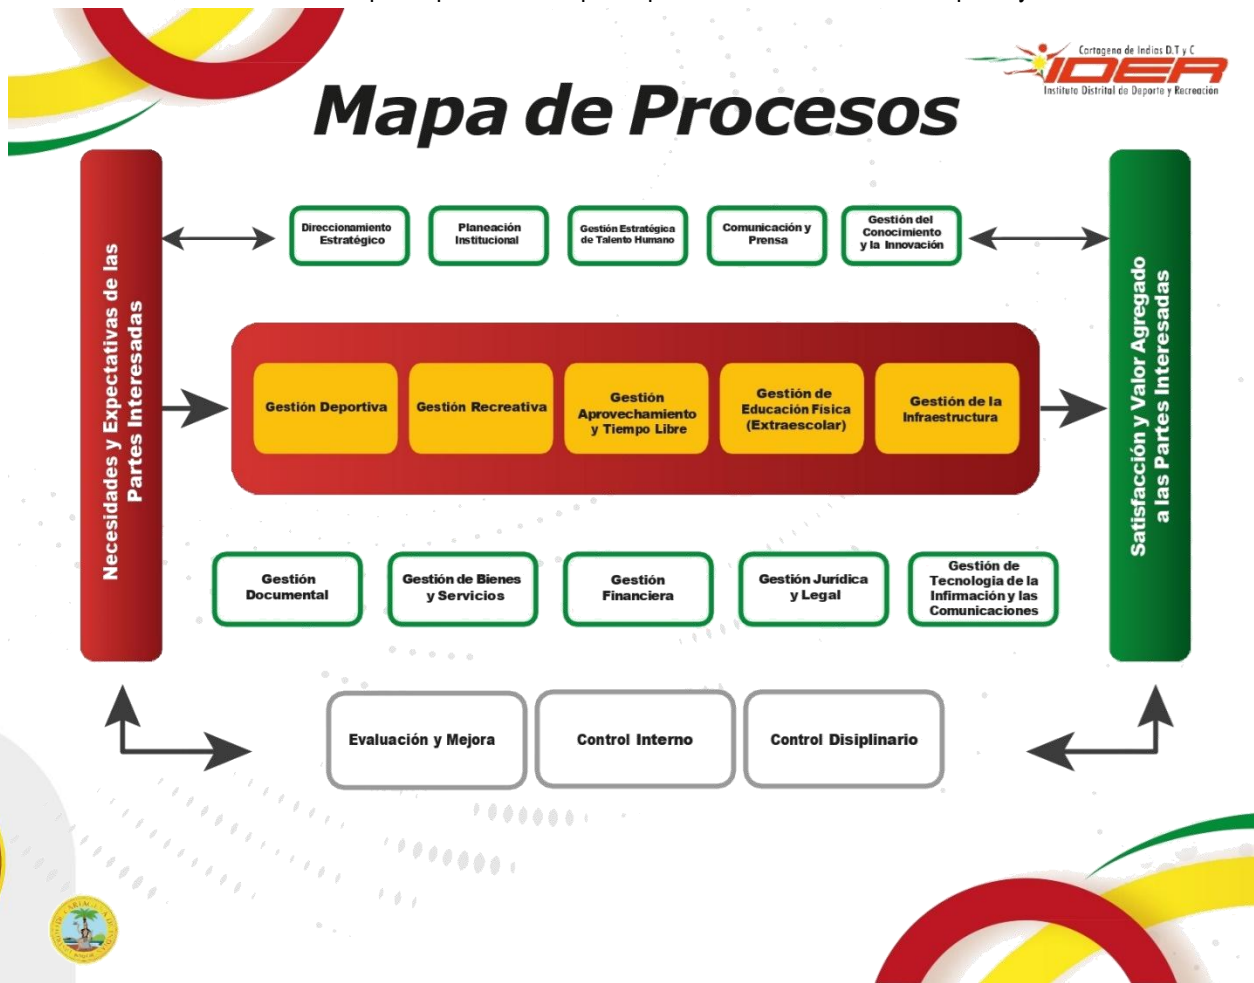 Cartagena de Indias D.T y C
IDER
Instituto Distrital de Deporte y Recreación
Mapa de Procesos
Necesidades y Expectativas de las
Partes Interesadas
Direccionamiento
Estratégico
Planeación
Institucional
Gestión Estratégica
de Talento Humano
Comunicación y
Prensa
Gestión del
Conocimiento
y la Innovación
Gestión Deportiva
Gestión Recreativa
Gestión
Aprovechamiento
y Tiempo Libre
Gestión de
Educación Física
(Extraescolar)
Gestión de la
Infraestructura
Gestión
Documental
Gestión de Bienes
y Servicios
Gestión
Financiera
Gestión Jurídica
y Legal
Gestión de
Tecnologia de la
Infirmación y las
Comunicaciones
Evaluación y Mejora
Control Interno
Control Disiplinario
Satisfacción y Valor Agregado
a las Partes Interesadas